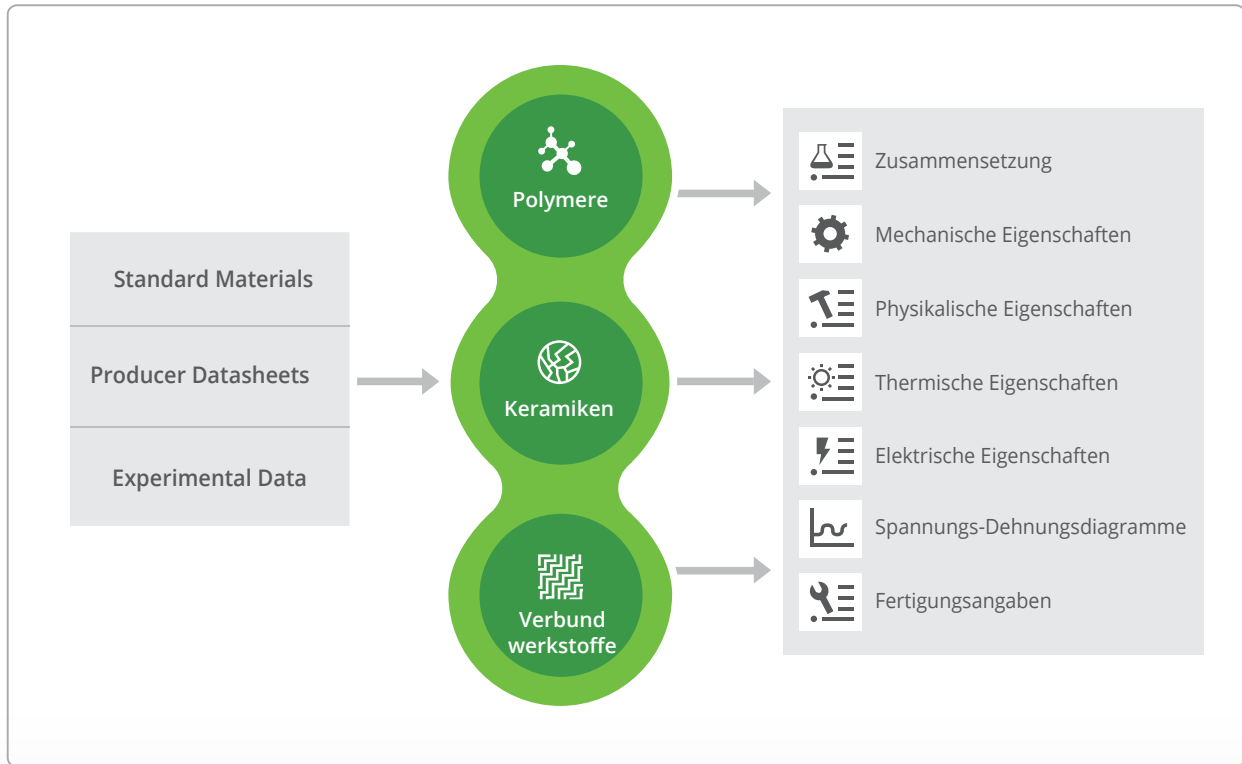 Standard Materials
Producer Datasheets
Experimental Data
Polymere
Keramiken
Verbund
werkstoffe
Zusammensetzung
Mechanische Eigenschaften
Physikalische Eigenschaften
Thermische Eigenschaften
Elektrische Eigenschaften
Spannungs-Dehnungsdiagramme
Fertigungsangaben